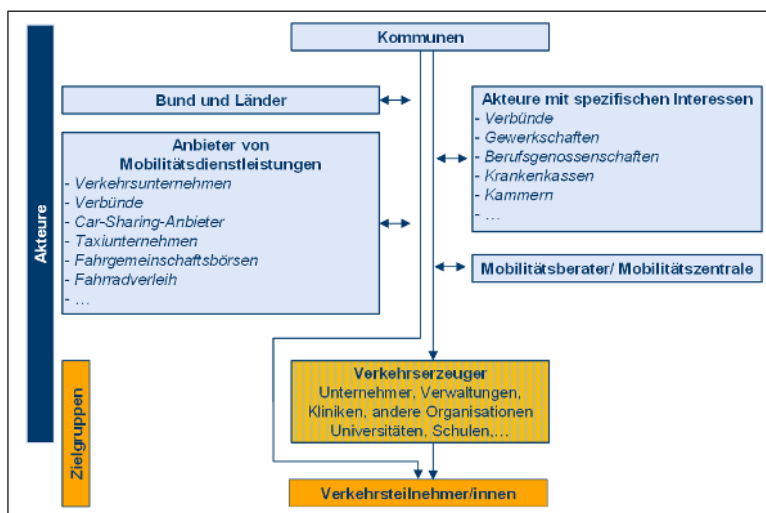 Kommunen
Bund und Länder
Anbieter von
Mobilitätsdienstleistungen
- Verkehrsunternehmen
- Verbünde
- Car-Sharing-Anbieter
- Taxiunternehmen
- Fahrgemeinschaftsbörsen
- Fahrradverleih
- ...
Akteure mit spezifischen Interessen
- Verbünde
- Gewerkschaften
- Berufsgenossenschaften
- Krankenkassen
- Kammern
- ...
Mobilitätsberater/ Mobilitätszentrale
Verkehrserzeuger
Unternehmer, Verwaltungen,
Kliniken, andere Organisationen
Universitäten, Schulen,...
Verkehrsteilnehmer/innen
Akteure
Zielgruppen